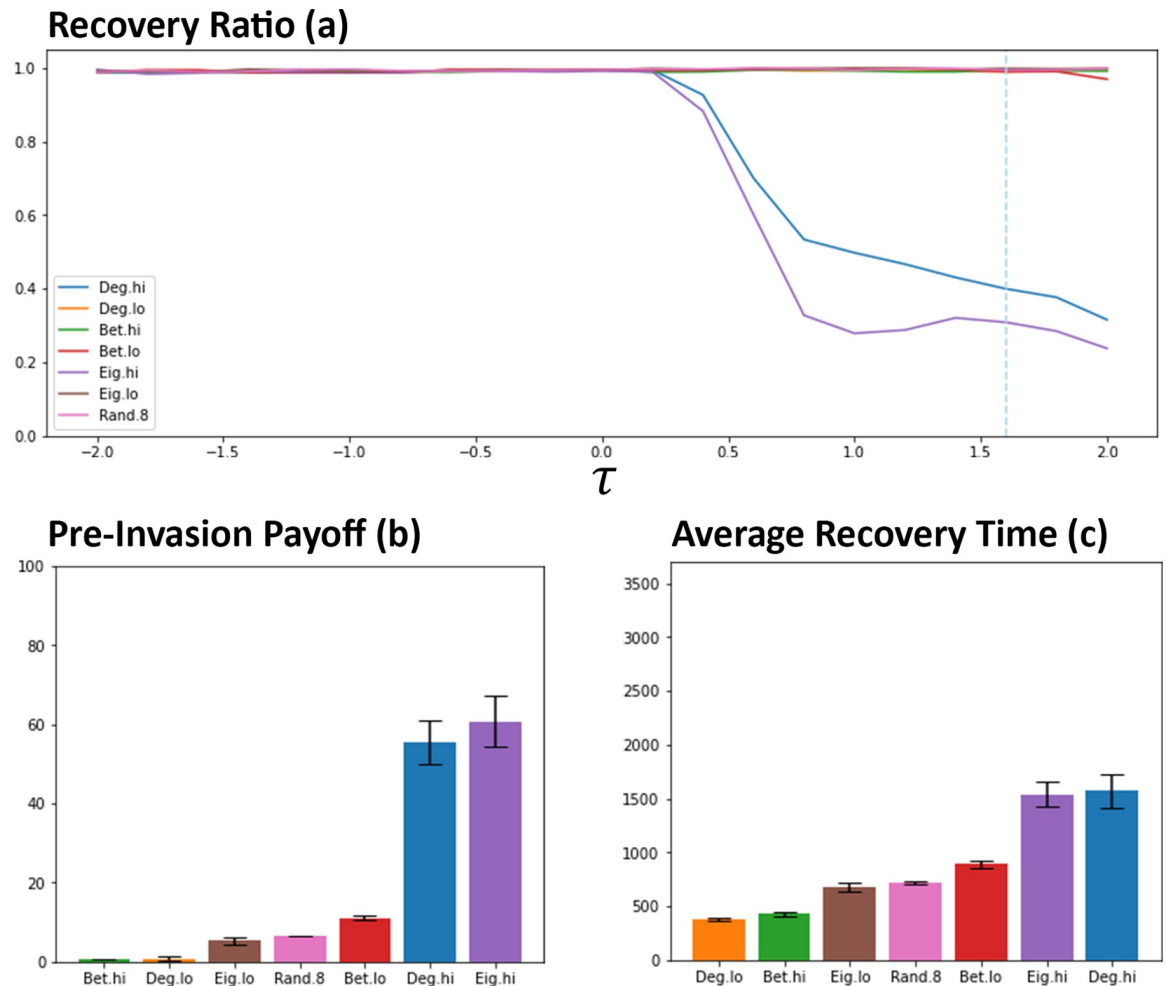 Recovery Ratio (a)
1.0
0.8
0.6
0.4
0.2
0.0
Deg.hi
Deg.lo
Bet.hi
Bet.lo
Eig.hi
Eig.lo
Rand.8
−2.0 −1.5 −1.0 −0.5 0.0 0.5 1.0 1.5 2.0
τ
Pre-Invasion Payoff (b)
100
80
60
40
20
0
Bet.hi Deg.lo Eig.lo Rand.8 Bet.lo Deg.hi Eig.hi
Average Recovery Time (c)
3500
3000
2500
2000
1500
1000
500
0
Deg.lo Bet.hi Eig.lo Rand.8 Bet.lo Eig.hi Deg.hi